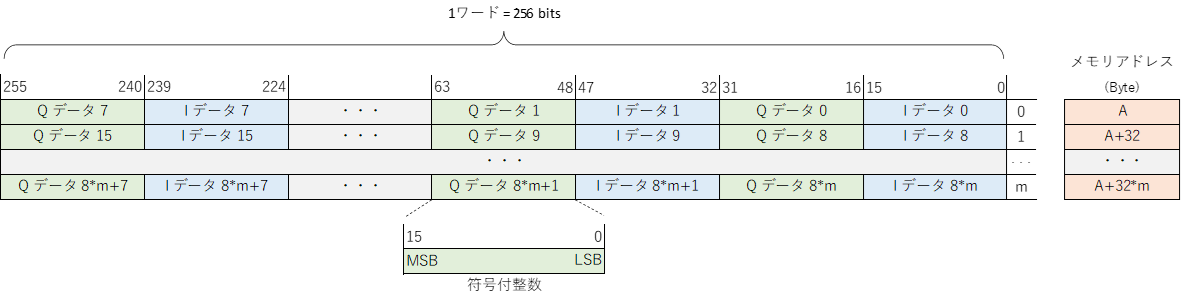 1ワード = 256 bits
メモリアドレス
(Byte)
255 240 239 224 63 48 47 32 31 16 15 0
Q データ 7 I データ 7 ・・・ Q データ 1 I データ 1 Q データ 0 I データ 0 0 A
Q データ 15 I データ 15 ・・・ Q データ 9 I データ 9 Q データ 8 I データ 8 1 A+32
・・・ ・・・ ・・・
Q データ 8*m+7 I データ 8*m+7 ・・・ Q データ 8*m+1 I データ 8*m+1 Q データ 8*m I データ 8*m m A+32*m
15 0
MSB LSB
符号付整数